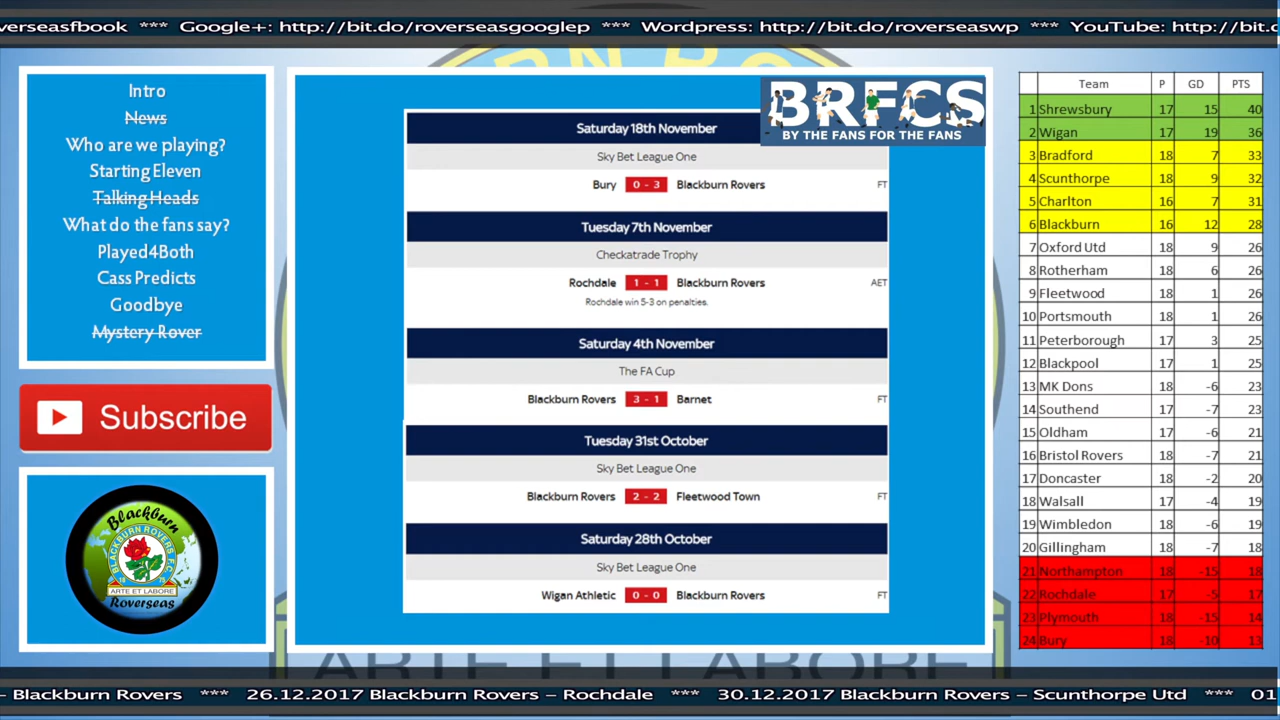 verseasfbook *** Google+: http://bit.do/roverseasgooglep *** Wordpress: http://bit.do/roverseaswp *** YouTube: http://bit.d
Intro
News
Who are we playing?
Starting Eleven
Talking Heads
What do the fans say?
Played4Both
Cass Predicts
Goodbye
Mystery Rover
Subscribe
Blackburn
BLACKBURN ROVERS F.C.
18 75
ARTE ET LABORE
Roverseas
BRFCS
BY THE FANS FOR THE FANS
Saturday 18th November
Sky Bet League One
Bury 0 - 3 Blackburn Rovers FT
Tuesday 7th November
Checkatrade Trophy
Rochdale 1 - 1 Blackburn Rovers AET
Rochdale win 5-3 on penalties.
Saturday 4th November
The FA Cup
Blackburn Rovers 3 - 1 Barnet FT
Tuesday 31st October
Sky Bet League One
Blackburn Rovers 2 - 2 Fleetwood Town FT
Saturday 28th October
Sky Bet League One
Wigan Athletic 0 - 0 Blackburn Rovers FT
Team P GD PTS
1 Shrewsbury 17 15 40
2 Wigan 17 19 36
3 Bradford 18 7 33
4 Scunthorpe 18 9 32
5 Charlton 16 7 31
6 Blackburn 16 12 28
7 Oxford Utd 18 9 26
8 Rotherham 18 6 26
9 Fleetwood 18 1 26
10 Portsmouth 18 1 26
11 Peterborough 17 3 25
12 Blackpool 17 1 25
13 MK Dons 18 -6 23
14 Southend 17 -7 23
15 Oldham 17 -6 21
16 Bristol Rovers 18 -7 21
17 Doncaster 18 -2 20
18 Walsall 17 -4 19
19 Wimbledon 18 -6 19
20 Gillingham 18 -7 18
21 Northampton 18 -15 18
22 Rochdale 17 -5 17
23 Plymouth 18 -15 14
24 Bury 18 -10 13
ARTE ET LABORE
– Blackburn Rovers *** 26.12.2017 Blackburn Rovers – Rochdale *** 30.12.2017 Blackburn Rovers – Scunthorpe Utd *** 01